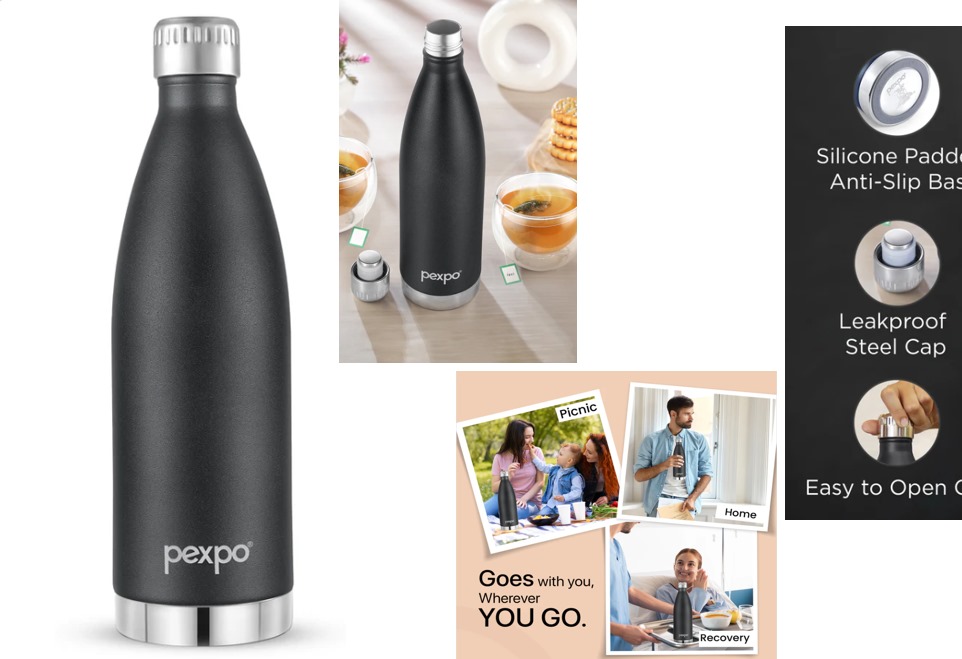 pexpo®
pexpo®
Picnic
Home
Goes with you,
Wherever
YOU GO.
Recovery
pexpo
Silicone Padde
Anti-Slip Bas
Leakproof
Steel Cap
Easy to Open